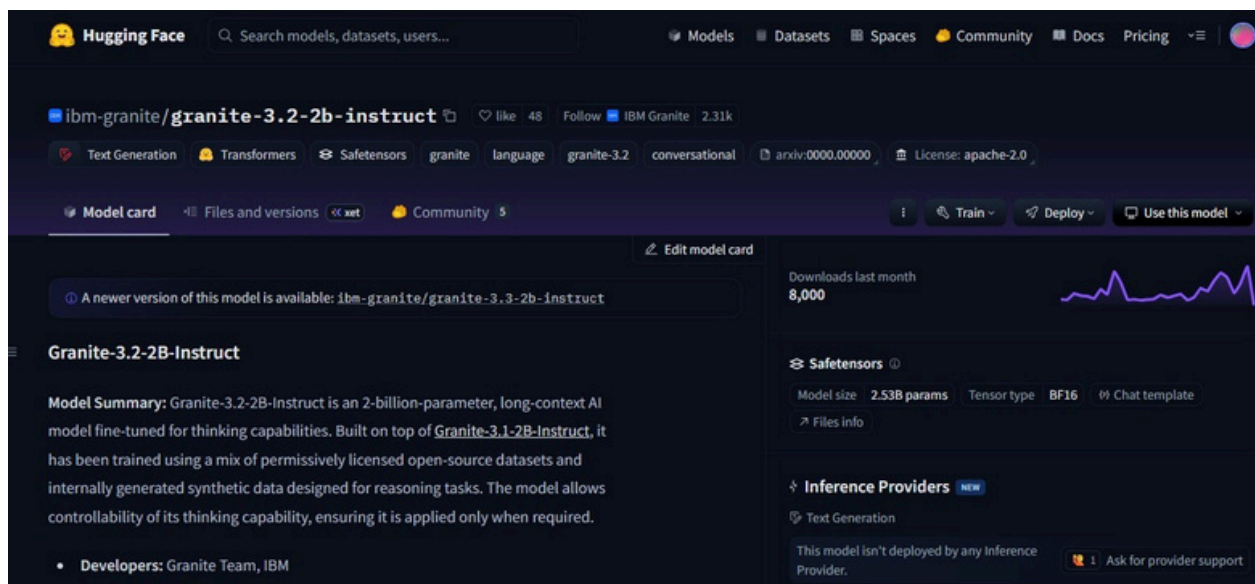 Hugging Face
Search models, datasets, users...
Models
Datasets
Spaces
Community
Docs
Pricing
ibm-granite/granite-3.2-2b-instruct
like 48
Follow IBM Granite 2.31k
Text Generation
Transformers
Safetensors
granite
language
granite-3.2
conversational
arxiv:0000.00000
License: apache-2.0
Model card
Files and versions
xet
Community 5
Train
Deploy
Use this model
Edit model card
A newer version of this model is available: ibm-granite/granite-3.3-2b-instruct
Granite-3.2-2B-Instruct
Model Summary: Granite-3.2-2B-Instruct is an 2-billion-parameter, long-context AI
model fine-tuned for thinking capabilities. Built on top of Granite-3.1-2B-Instruct, it
has been trained using a mix of permissively licensed open-source datasets and
internally generated synthetic data designed for reasoning tasks. The model allows
controllability of its thinking capability, ensuring it is applied only when required.
• Developers: Granite Team, IBM
Downloads last month
8,000
Safetensors
Model size 2.53B params
Tensor type BF16
Chat template
Files info
Inference Providers NEW
Text Generation
This model isn't deployed by any Inference
Provider.
1 Ask for provider support